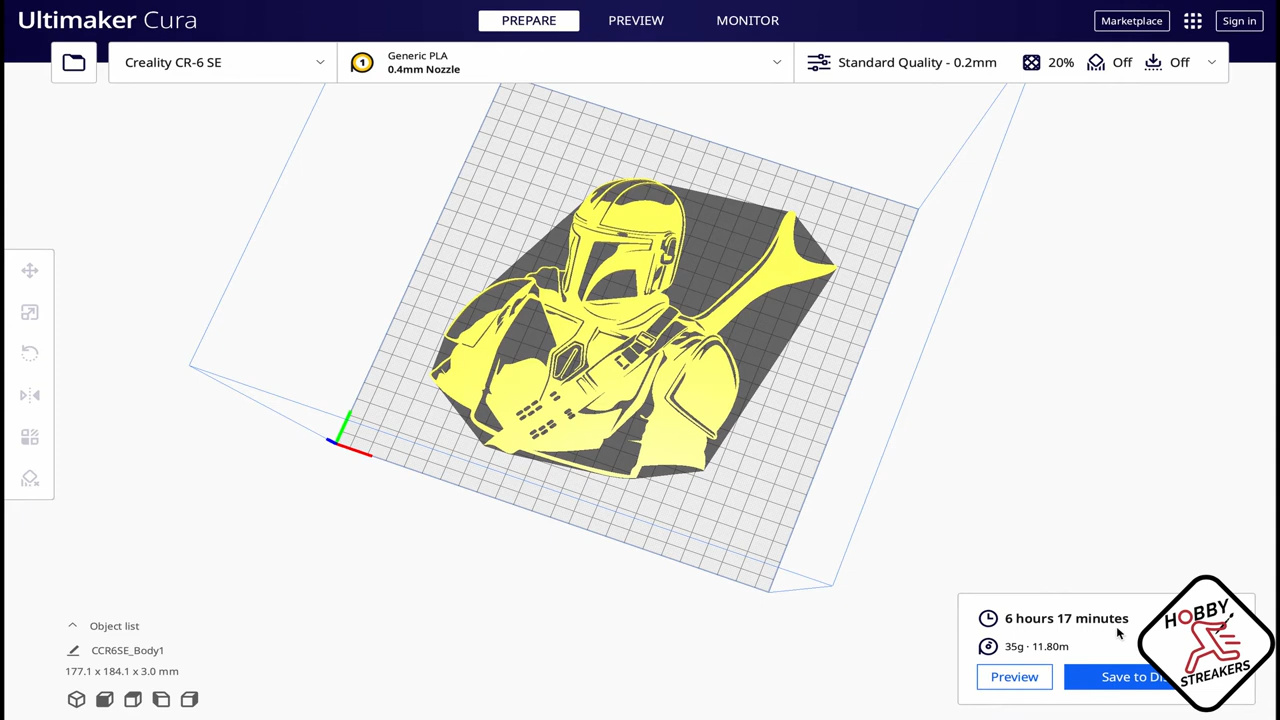 Ultimaker Cura
PREPARE
PREVIEW
MONITOR
Marketplace
Sign in
Creality CR-6 SE
1
Generic PLA
0.4mm Nozzle
Standard Quality - 0.2mm
20%
Off
Off
Object list
CCR6SE_Body1
177.1 x 184.1 x 3.0 mm
6 hours 17 minutes
35g · 11.80m
Preview
Save to Di
HOBBY
STREAKERS